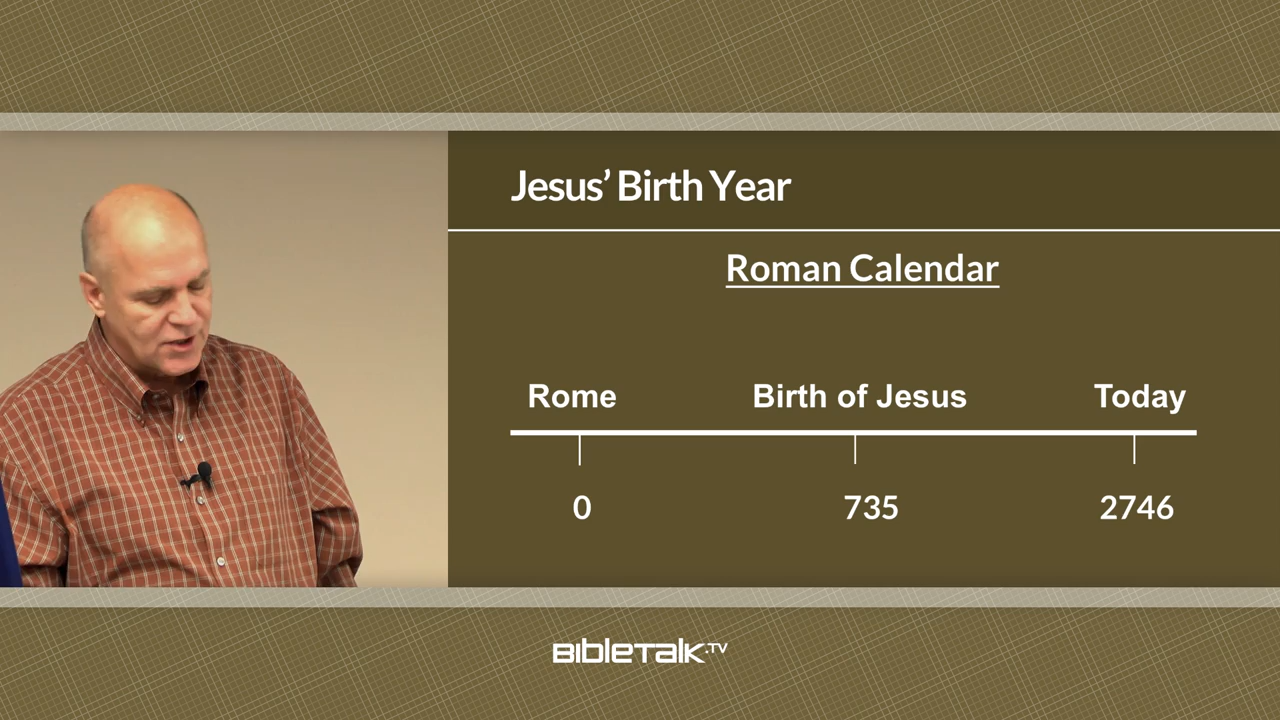 Jesus’ Birth Year
Roman Calendar
Rome Birth of Jesus Today
0 735 2746
BIBLETALK.TV